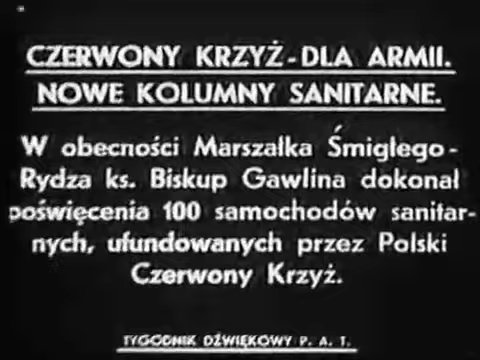 CZERWONY KRZYŻ-DLA ARMII.
NOWE KOLUMNY SANITARNE.
W obecności Marszałka Śmigłego-
Rydza ks. Biskup Gawlina dokonał
poświęcenia 100 samochodów sanitar-
nych, ufundowanych przez Polski
Czerwony Krzyż.
TYGODNIK DŹWIĘKOWY P. A. T.